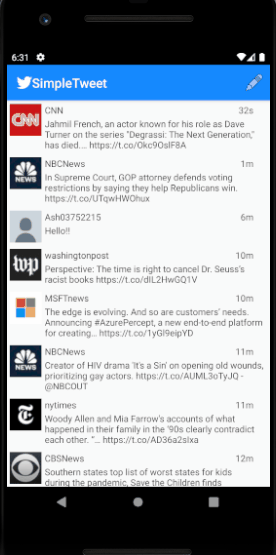 6:31
SimpleTweet
CNN 32s
Jahmil French, an actor known for his role as Dave
Turner on the series "Degrassi: The Next Generation,"
has died.... https://t.co/Okc9OslF8A
NBCNews 1m
In Supreme Court, GOP attorney defends voting
restrictions by saying they help Republicans win.
https://t.co/UTqwHWOhux
Ash03752215 6m
Hello!!
washingtonpost 10m
Perspective: The time is right to cancel Dr. Seuss's
racist books https://t.co/dIL2HwGQ1V
MSFTnews 10m
The edge is evolving. And so are customers' needs.
Announcing #AzurePercept, a new end-to-end platform
for creating... https://t.co/1yGl9eipYD
NBCNews 11m
Creator of HIV drama 'It's a Sin' on opening old wounds,
prioritizing gay actors. https://t.co/AUML3oTyJQ -
@NBCOUT
nytimes 11m
Woody Allen and Mia Farrow's accounts of what
happened in their family in the '90s clearly contradict
each other. "... https://t.co/AD36a2slxa
CBSNews 12m
Southern states top list of worst states for kids
during the pandemic, Save the Children finds